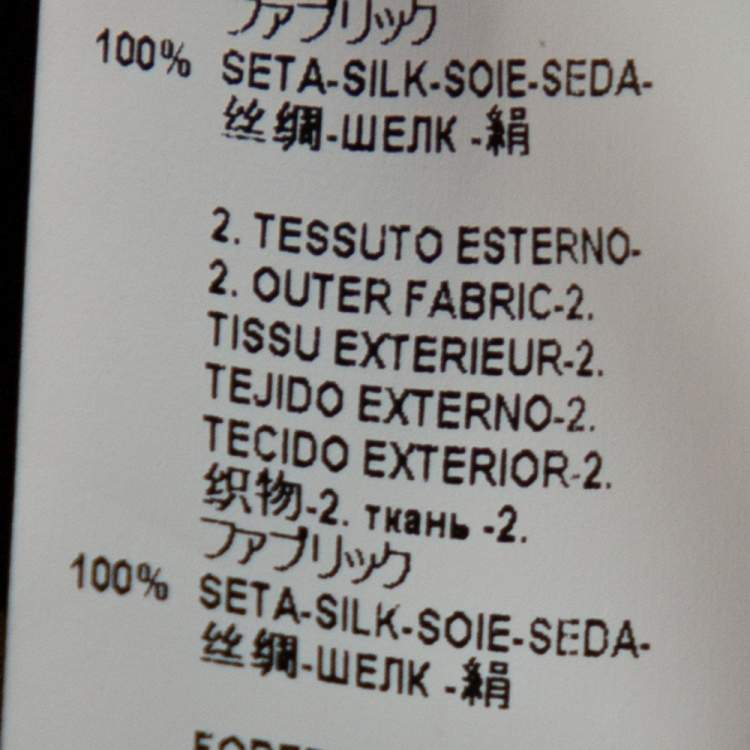 ファブリック
100% SETA-SILK-SOIE-SEDA-
丝绸-ШЕЛК -絹
2. TESSUTO ESTERNO-
2. OUTER FABRIC-2.
TISSU EXTERIEUR-2.
TEJIDO EXTERNO-2.
TECIDO EXTERIOR-2.
织物-2. ткань -2.
ファブリック
100% SETA-SILK-SOIE-SEDA-
丝绸-ШЕЛК -絹